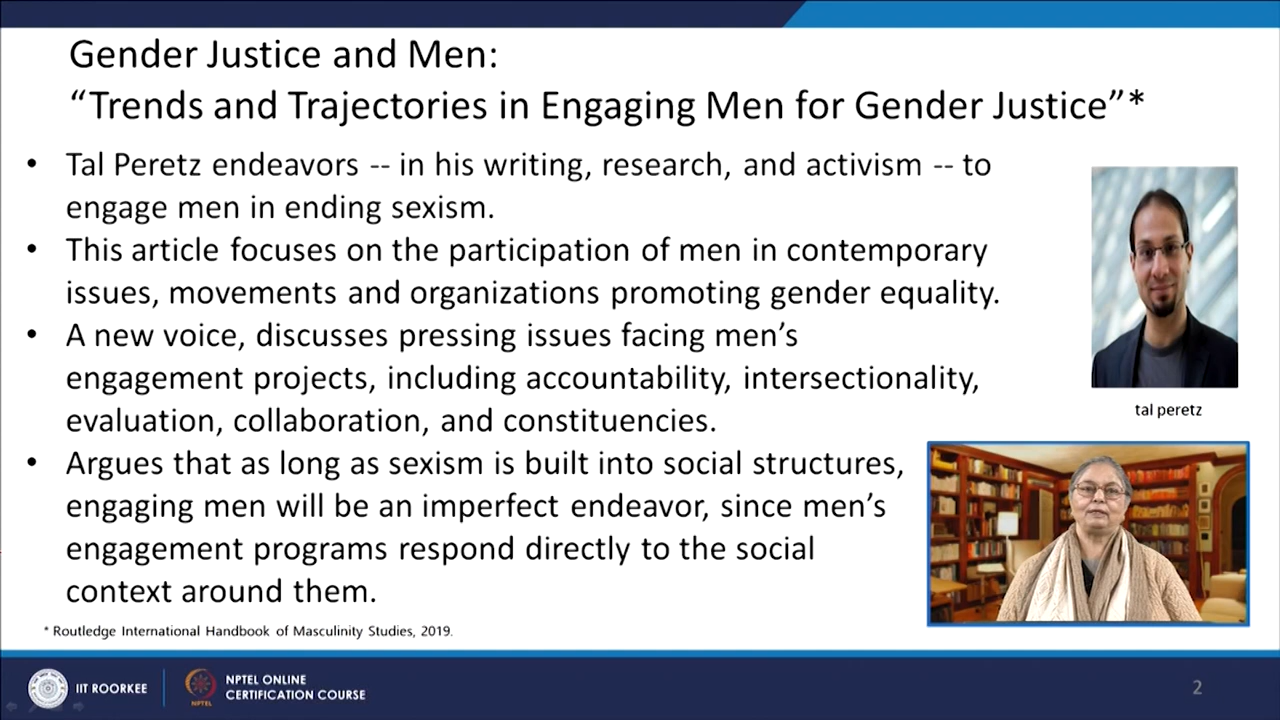 Gender Justice and Men:
“Trends and Trajectories in Engaging Men for Gender Justice”*
• Tal Peretz endeavors -- in his writing, research, and activism -- to
engage men in ending sexism.
• This article focuses on the participation of men in contemporary
issues, movements and organizations promoting gender equality.
• A new voice, discusses pressing issues facing men’s
engagement projects, including accountability, intersectionality,
evaluation, collaboration, and constituencies.
• Argues that as long as sexism is built into social structures,
engaging men will be an imperfect endeavor, since men’s
engagement programs respond directly to the social
context around them.
tal peretz
* Routledge International Handbook of Masculinity Studies, 2019.
IIT ROORKEE
NPTEL
NPTEL ONLINE
CERTIFICATION COURSE
2